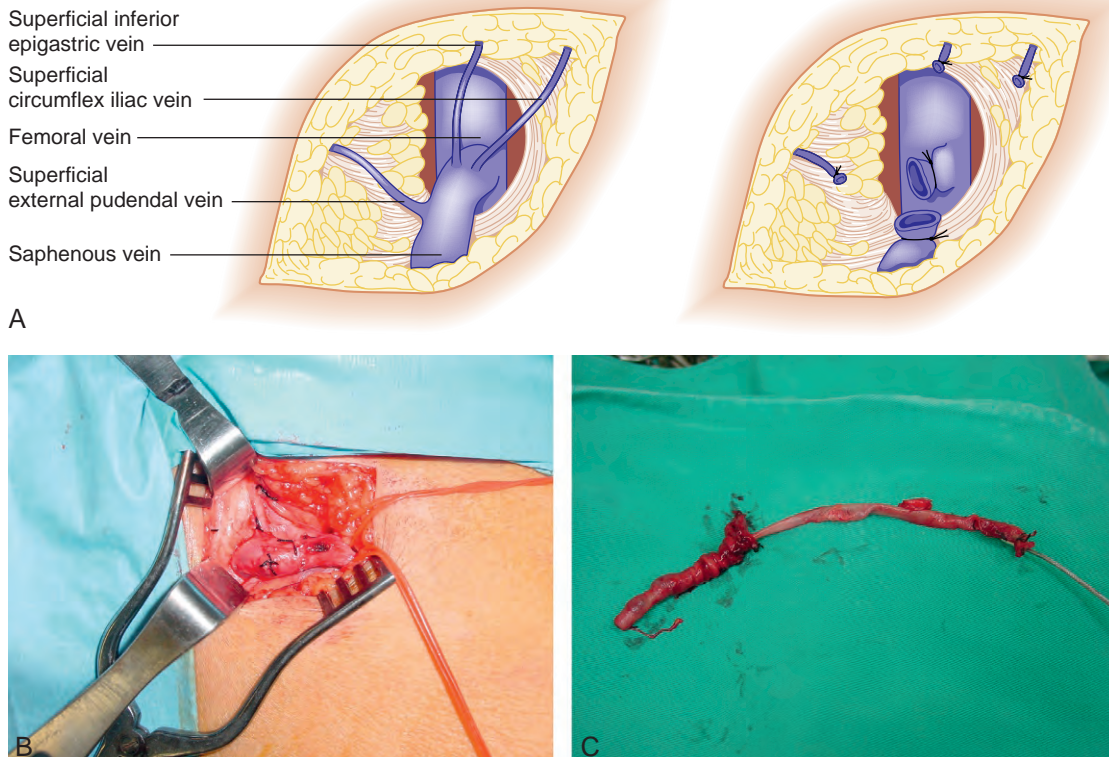 Superficial inferior
epigastric vein
Superficial
circumflex iliac vein
Femoral vein
Superficial
external pudendal vein
Saphenous vein
A
B
C